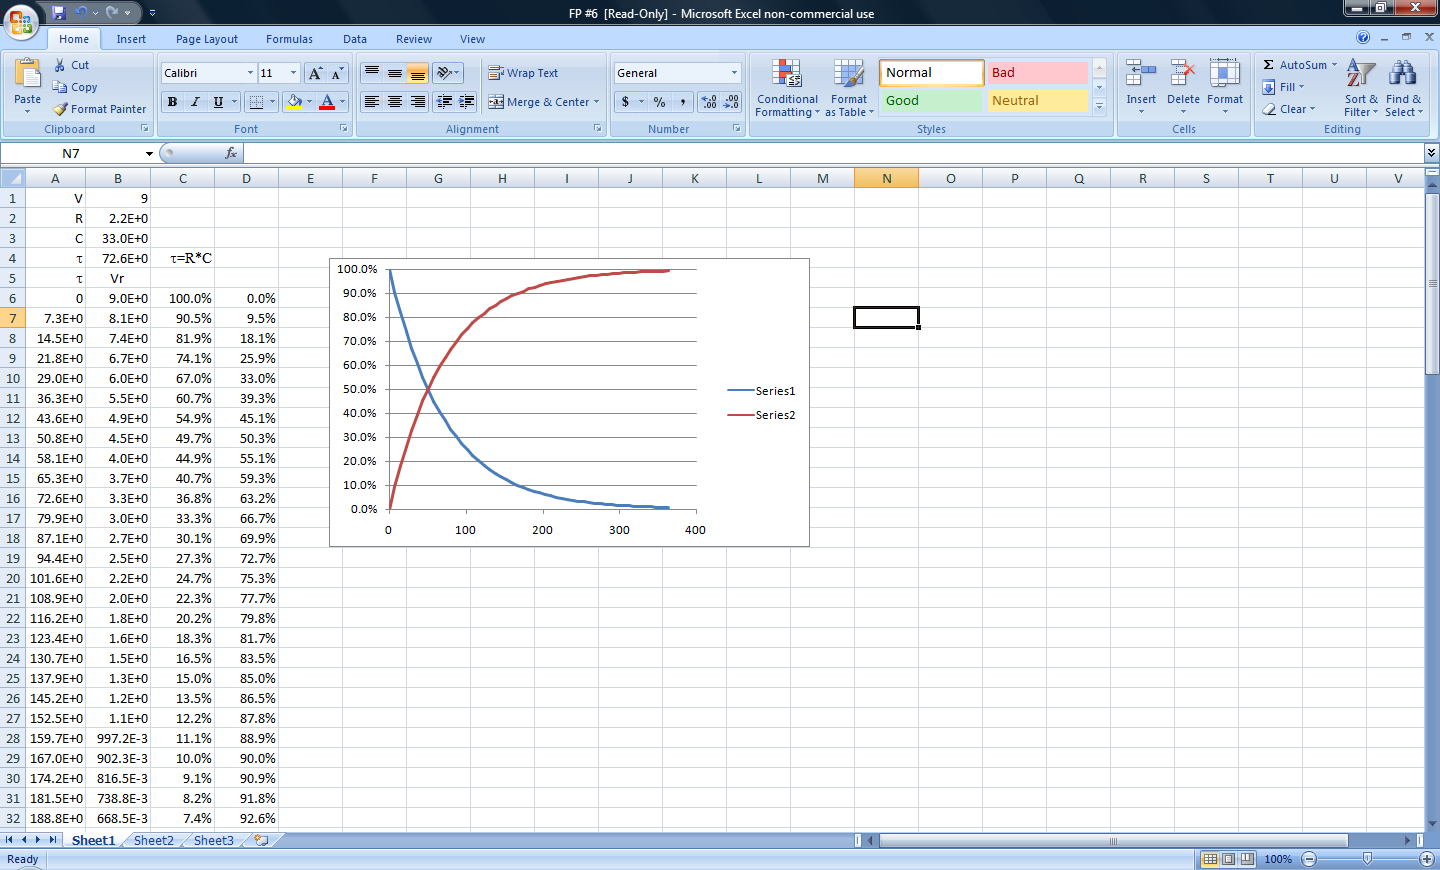 FP #6 [Read-Only] - Microsoft Excel non-commercial use
Home Insert Page Layout Formulas Data Review View
Paste Cut Copy Format Painter Clipboard
Calibri 11 A A B I U A Font
Wrap Text Merge & Center Alignment
General $ % , .00 .0 Number
Conditional Formatting Format as Table Normal Bad Good Neutral Styles
Insert Delete Format Cells
Σ AutoSum Fill Clear Sort & Filter Find & Select Editing
N7 fx
A B C D E F G H I J K L M N O P Q R S T U V
1 V 9
2 R 2.2E+0
3 C 33.0E+0
4 τ 72.6E+0 τ=R*C
5 τ Vr
6 0 9.0E+0 100.0% 0.0%
7 7.3E+0 8.1E+0 90.5% 9.5%
8 14.5E+0 7.4E+0 81.9% 18.1%
9 21.8E+0 6.7E+0 74.1% 25.9%
10 29.0E+0 6.0E+0 67.0% 33.0%
11 36.3E+0 5.5E+0 60.7% 39.3%
12 43.6E+0 4.9E+0 54.9% 45.1%
13 50.8E+0 4.5E+0 49.7% 50.3%
14 58.1E+0 4.0E+0 44.9% 55.1%
15 65.3E+0 3.7E+0 40.7% 59.3%
16 72.6E+0 3.3E+0 36.8% 63.2%
17 79.9E+0 3.0E+0 33.3% 66.7%
18 87.1E+0 2.7E+0 30.1% 69.9%
19 94.4E+0 2.5E+0 27.3% 72.7%
20 101.6E+0 2.2E+0 24.7% 75.3%
21 108.9E+0 2.0E+0 22.3% 77.7%
22 116.2E+0 1.8E+0 20.2% 79.8%
23 123.4E+0 1.6E+0 18.3% 81.7%
24 130.7E+0 1.5E+0 16.5% 83.5%
25 137.9E+0 1.3E+0 15.0% 85.0%
26 145.2E+0 1.2E+0 13.5% 86.5%
27 152.5E+0 1.1E+0 12.2% 87.8%
28 159.7E+0 997.2E-3 11.1% 88.9%
29 167.0E+0 902.3E-3 10.0% 90.0%
30 174.2E+0 816.5E-3 9.1% 90.9%
31 181.5E+0 738.8E-3 8.2% 91.8%
32 188.8E+0 668.5E-3 7.4% 92.6%
100.0%
90.0%
80.0%
70.0%
60.0%
50.0%
40.0%
30.0%
20.0%
10.0%
0.0%
0 100 200 300 400
Series1
Series2
Sheet1 Sheet2 Sheet3
Ready 100%